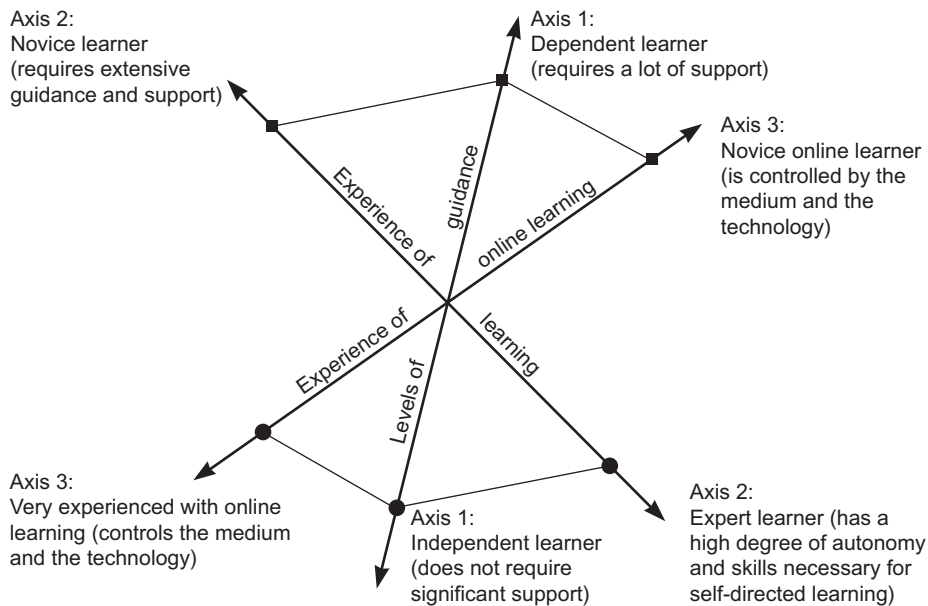 Axis 2:
Novice learner
(requires extensive
guidance and support)
Axis 1:
Dependent learner
(requires a lot of support)
Axis 3:
Novice online learner
(is controlled by the
medium and the
technology)
Experience of
learning
Levels of
guidance
Experience of
online learning
Axis 3:
Very experienced with online
learning (controls the medium
and the technology)
Axis 1:
Independent learner
(does not require
significant support)
Axis 2:
Expert learner (has a
high degree of autonomy
and skills necessary for
self-directed learning)